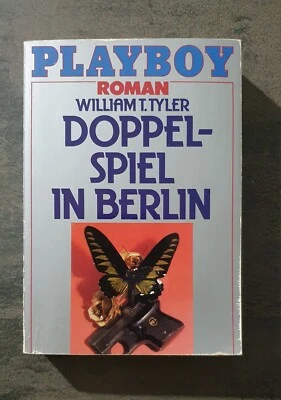 PLAYBOY
ROMAN
WILLIAM T. TYLER
DOPPEL-
SPIEL
IN BERLIN